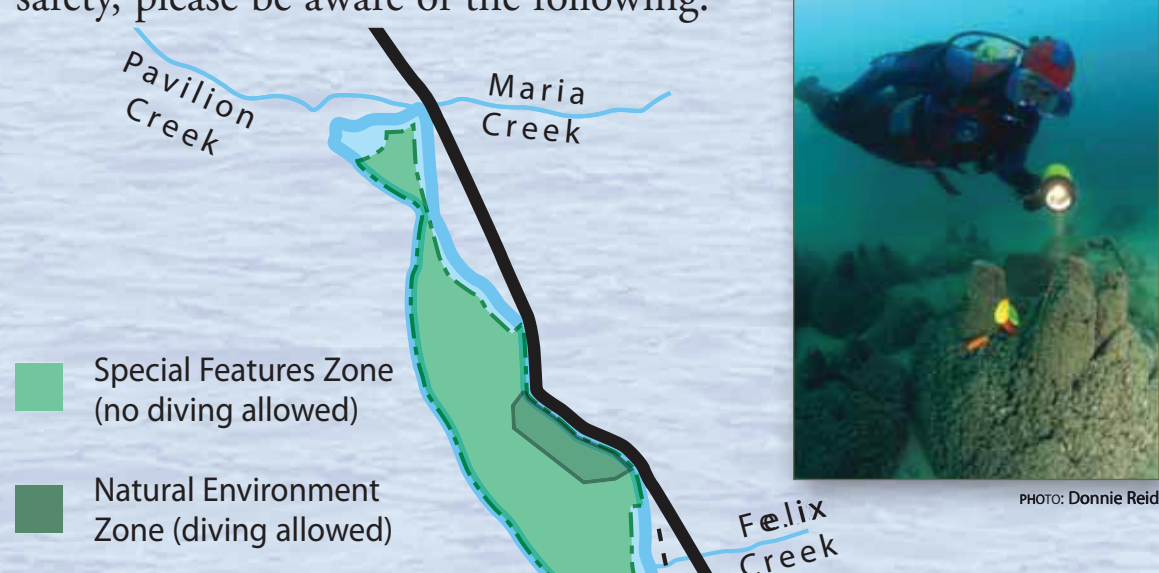 safety, please be aware of the following:
Pavilion
Creek
Maria
Creek
Special Features Zone
(no diving allowed)
Natural Environment
Zone (diving allowed)
PHOTO: Donnie Reid
Felix
Creek